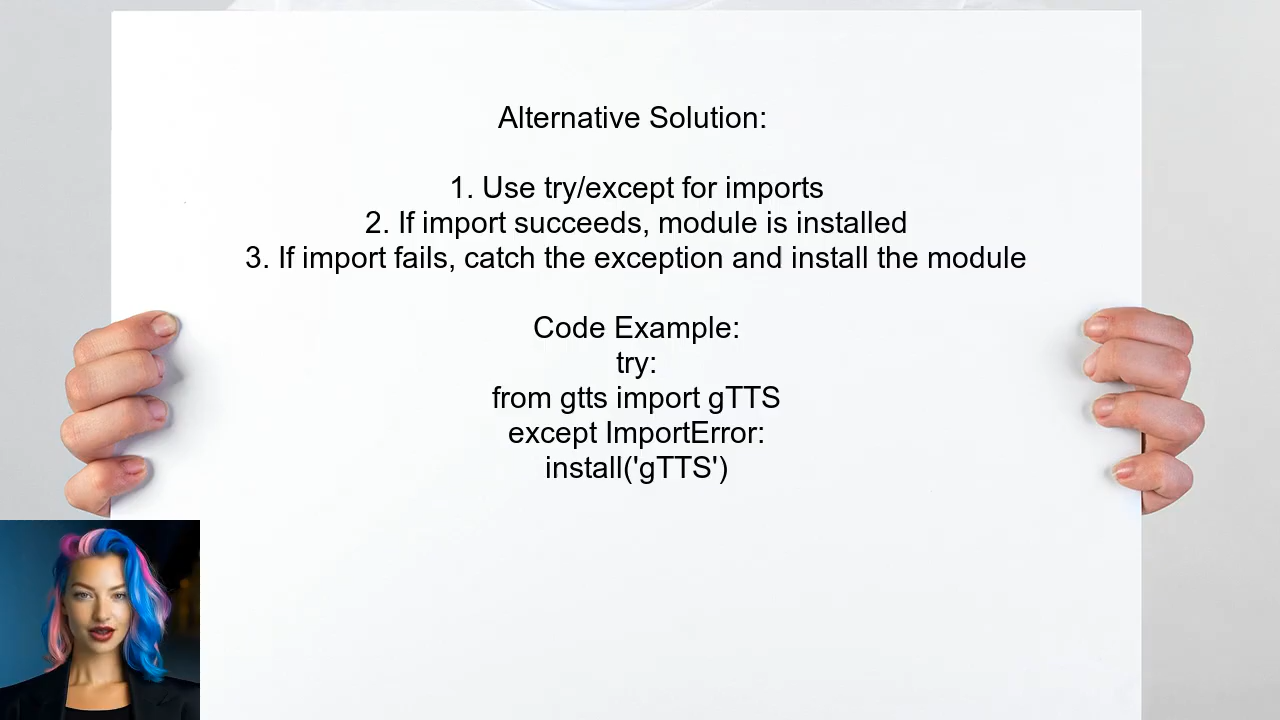 Alternative Solution:
1. Use try/except for imports
2. If import succeeds, module is installed
3. If import fails, catch the exception and install the module
Code Example:
try:
from gtts import gTTS
except ImportError:
install('gTTS')